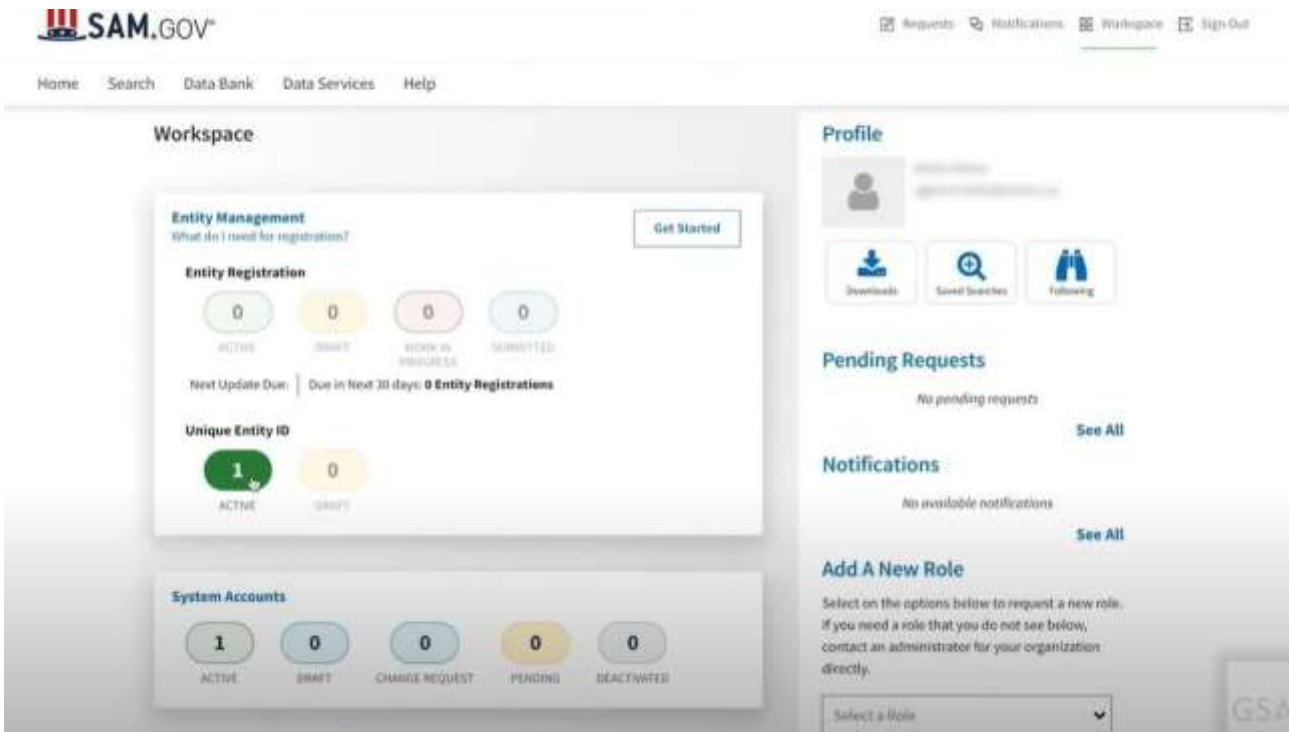 SAM.GOV®
Requests Notifications Workspace Sign Out
Home Search Data Bank Data Services Help
Workspace
Entity Management
What do I need for registration?
Get Started
Entity Registration
0 0 0 0
ACTIVE DRAFT WORK IN PROGRESS SUBMITTED
Next Update Due: Due in Next 30 days: 0 Entity Registrations
Unique Entity ID
1 0
ACTIVE DRAFT
System Accounts
1 0 0 0 0
ACTIVE DRAFT CHANGE REQUEST PENDING DEACTIVATED
Profile
Downloads Saved Searches Following
Pending Requests
No pending requests
See All
Notifications
No available notifications
See All
Add A New Role
Select on the options below to request a new role.
If you need a role that you do not see below,
contact an administrator for your organization
directly.
Select a Role
GSA